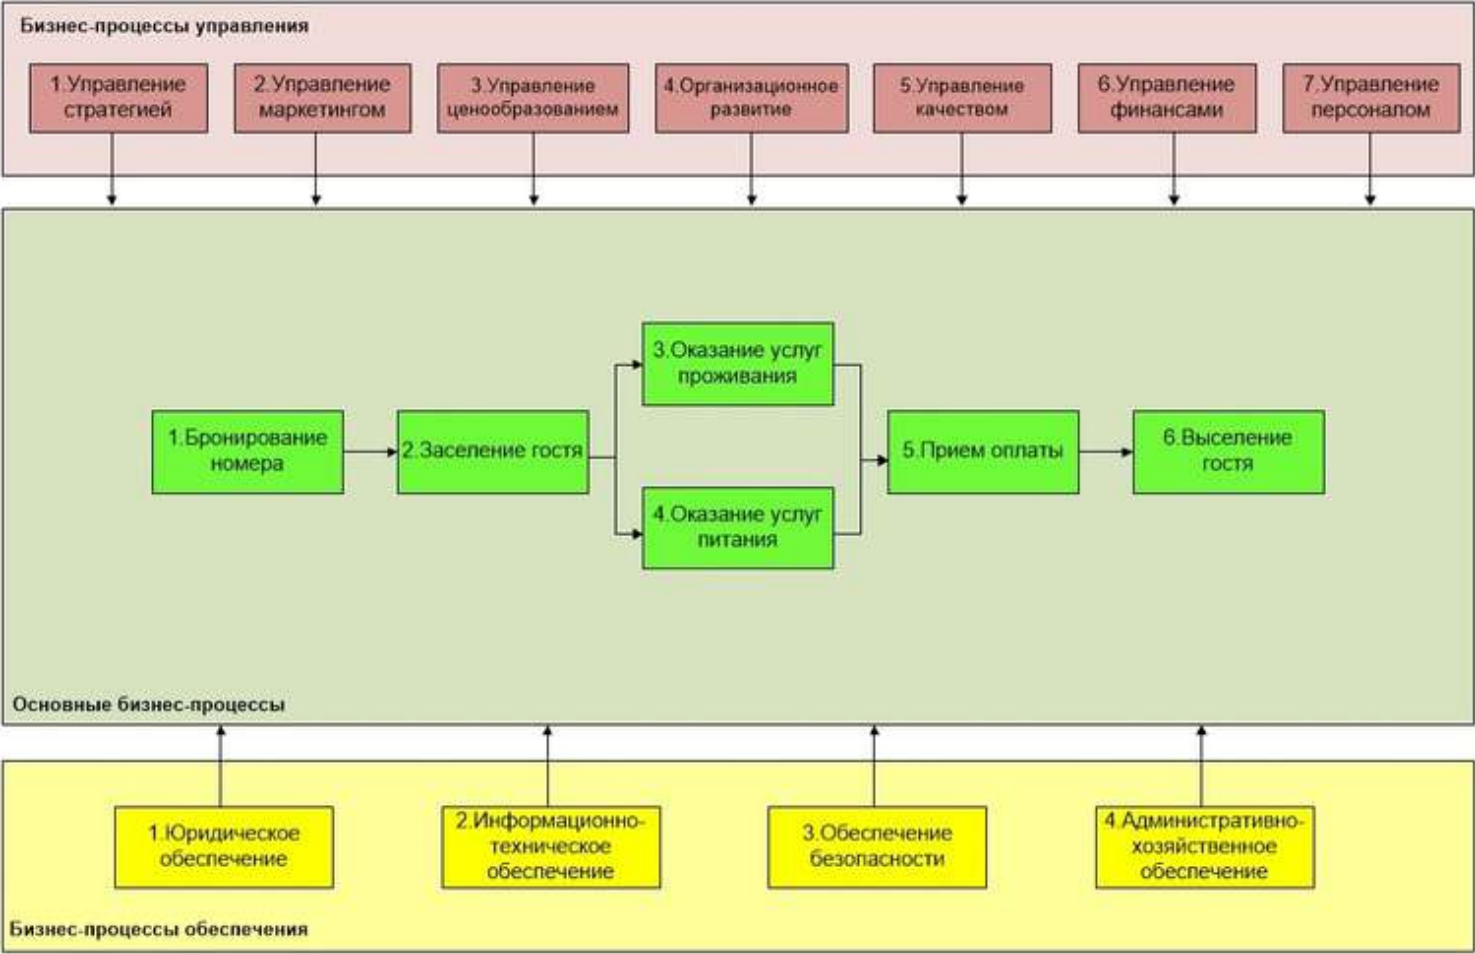 Бизнес-процессы управления
1.Управление
стратегией
2.Управление
маркетингом
3.Управление
ценообразованием
4.Организационное
развитие
5.Управление
качеством
6.Управление
финансами
7.Управление
персоналом
1.Бронирование
номера
2.Заселение гостя
3.Оказание услуг
проживания
4.Оказание услуг
питания
5.Прием оплаты
6.Выселение
гостя
Основные бизнес-процессы
1.Юридическое
обеспечение
2.Информационно-
техническое
обеспечение
3.Обеспечение
безопасности
4.Административно-
хозяйственное
обеспечение
Бизнес-процессы обеспечения